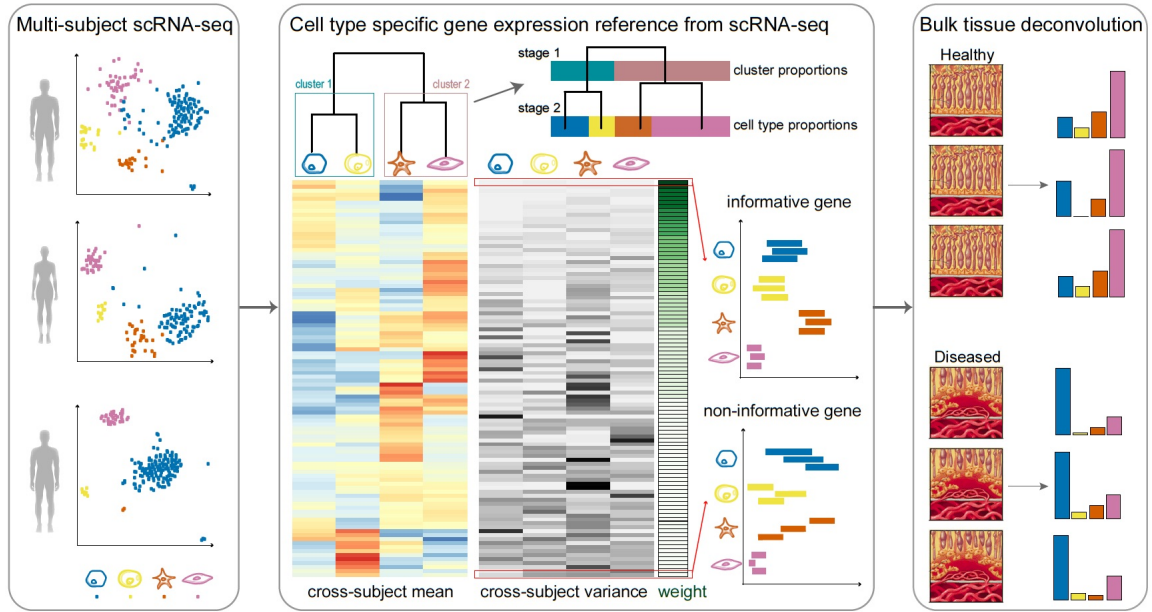 Multi-subject scRNA-seq
Cell type specific gene expression reference from scRNA-seq
stage 1
cluster proportions
stage 2
cell type proportions
cluster 1
cluster 2
informative gene
non-informative gene
cross-subject mean
cross-subject variance
weight
Bulk tissue deconvolution
Healthy
Diseased